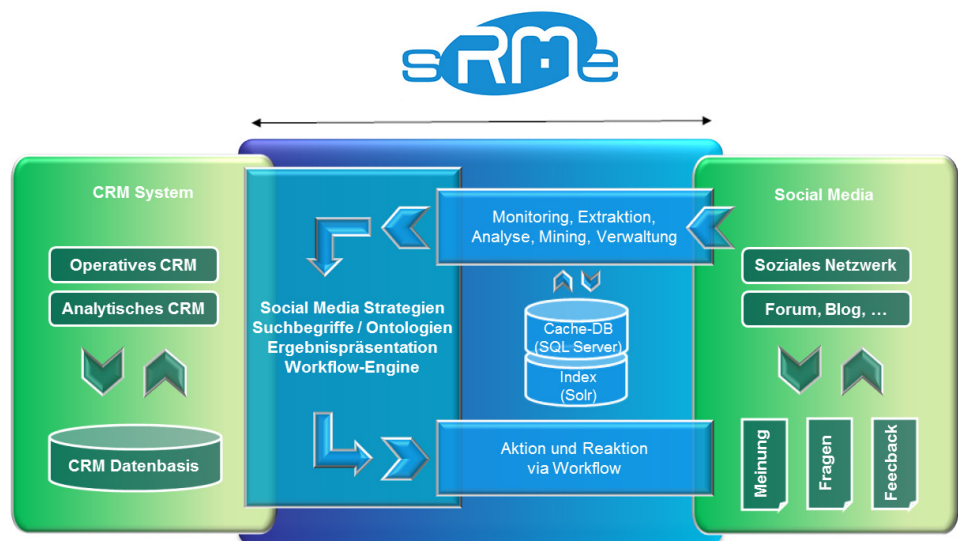 sRMe
CRM System
Operatives CRM
Analytisches CRM
CRM Datenbasis
Social Media Strategien
Suchbegriffe / Ontologien
Ergebnispräsentation
Workflow-Engine
Monitoring, Extraktion,
Analyse, Mining, Verwaltung
Cache-DB
(SQL Server)
Index
(Solr)
Aktion und Reaktion
via Workflow
Social Media
Soziales Netzwerk
Forum, Blog, …
Meinung
Fragen
Feecback